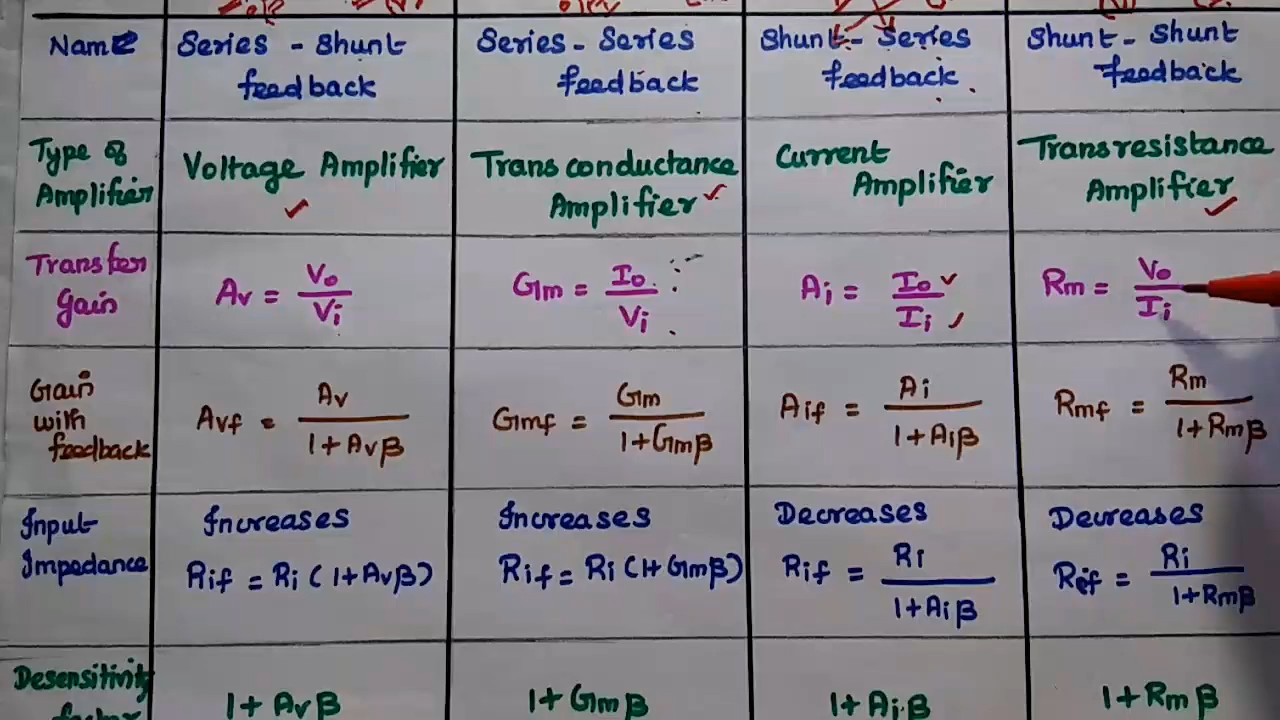 Name
Series - Shunt
feedback
Series - Series
feedback
Shunt - Series
feedback
Shunt - Shunt
feedback
Type of
Amplifier
Voltage Amplifier
Trans conductance
Amplifier
Current
Amplifier
Transresistance
Amplifier
Transfer
Gain
Av = Vo / Vi
Gm = Io / Vi
Ai = Io / Ii
Rm = Vo / Ii
Gain
with
feedback
Avf = Av / 1+Avβ
Gmf = Gm / 1+Gmβ
Aif = Ai / 1+Aiβ
Rmf = Rm / 1+Rmβ
Input
Impedance
Increases
Rif = Ri (1+Avβ)
Increases
Rif = Ri (1+Gmβ)
Decreases
Rif = Ri / 1+Aiβ
Decreases
Rif = Ri / 1+Rmβ
Desensitivity
factor
1+Avβ
1+Gmβ
1+Aiβ
1+Rmβ